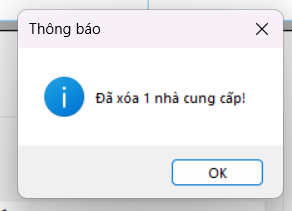 Thông báo
Đã xóa 1 nhà cung cấp!
OK